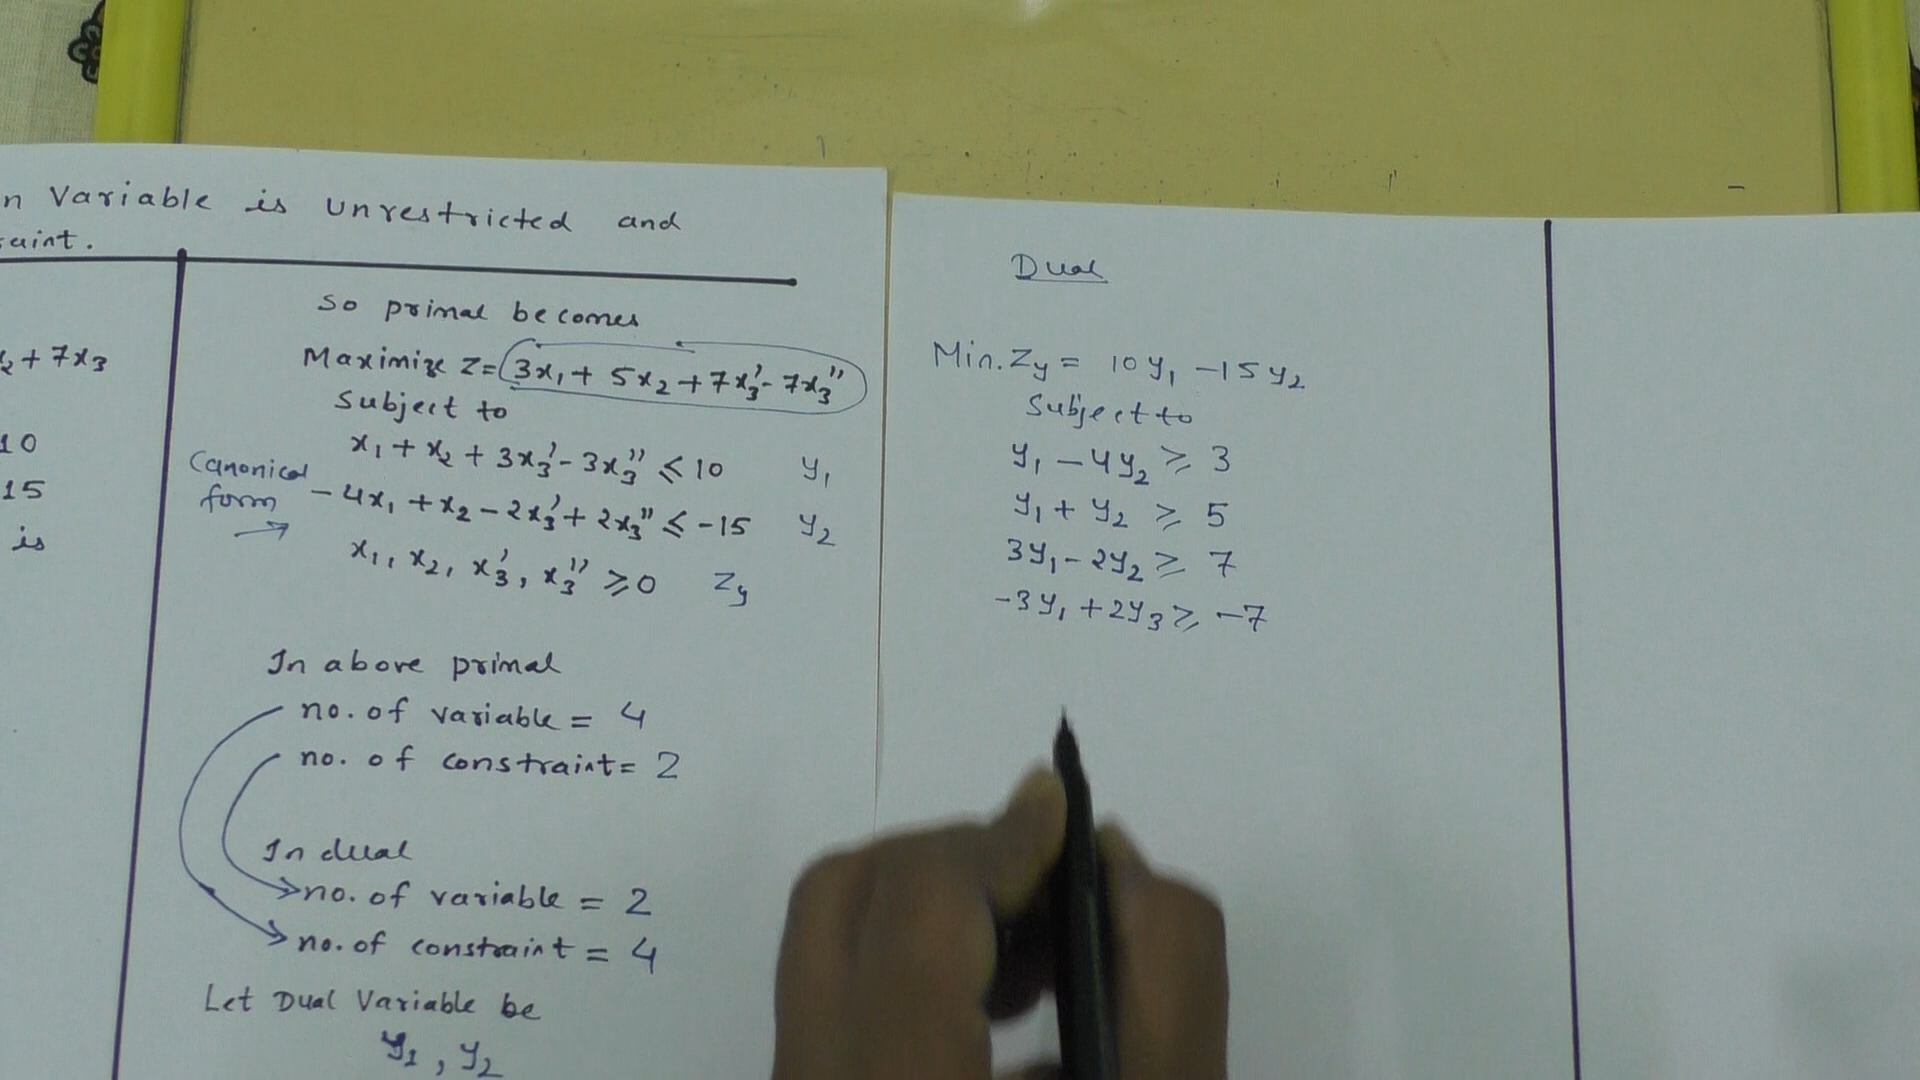 n Variable is unrestricted and
aint.
x₂ + 7x₃
10
15
is
So primal becomes
Maximize Z = 3x₁ + 5x₂ + 7x₃' - 7x₃''
Subject to
x₁ + x₂ + 3x₃' - 3x₃'' ≤ 10 y₁
Canonical form → -4x₁ + x₂ - 2x₃' + 2x₃'' ≤ -15 y₂
x₁, x₂, x₃', x₃'' ≥ 0 Zy
In above primal
no. of variable = 4
no. of constraint = 2
In dual
no. of variable = 2
no. of constraint = 4
Let Dual Variable be
y₁, y₂
Dual
Min. Zy = 10y₁ - 15y₂
Subject to
y₁ - 4y₂ ≥ 3
y₁ + y₂ ≥ 5
3y₁ - 2y₂ ≥ 7
-3y₁ + 2y₃ ≥ -7